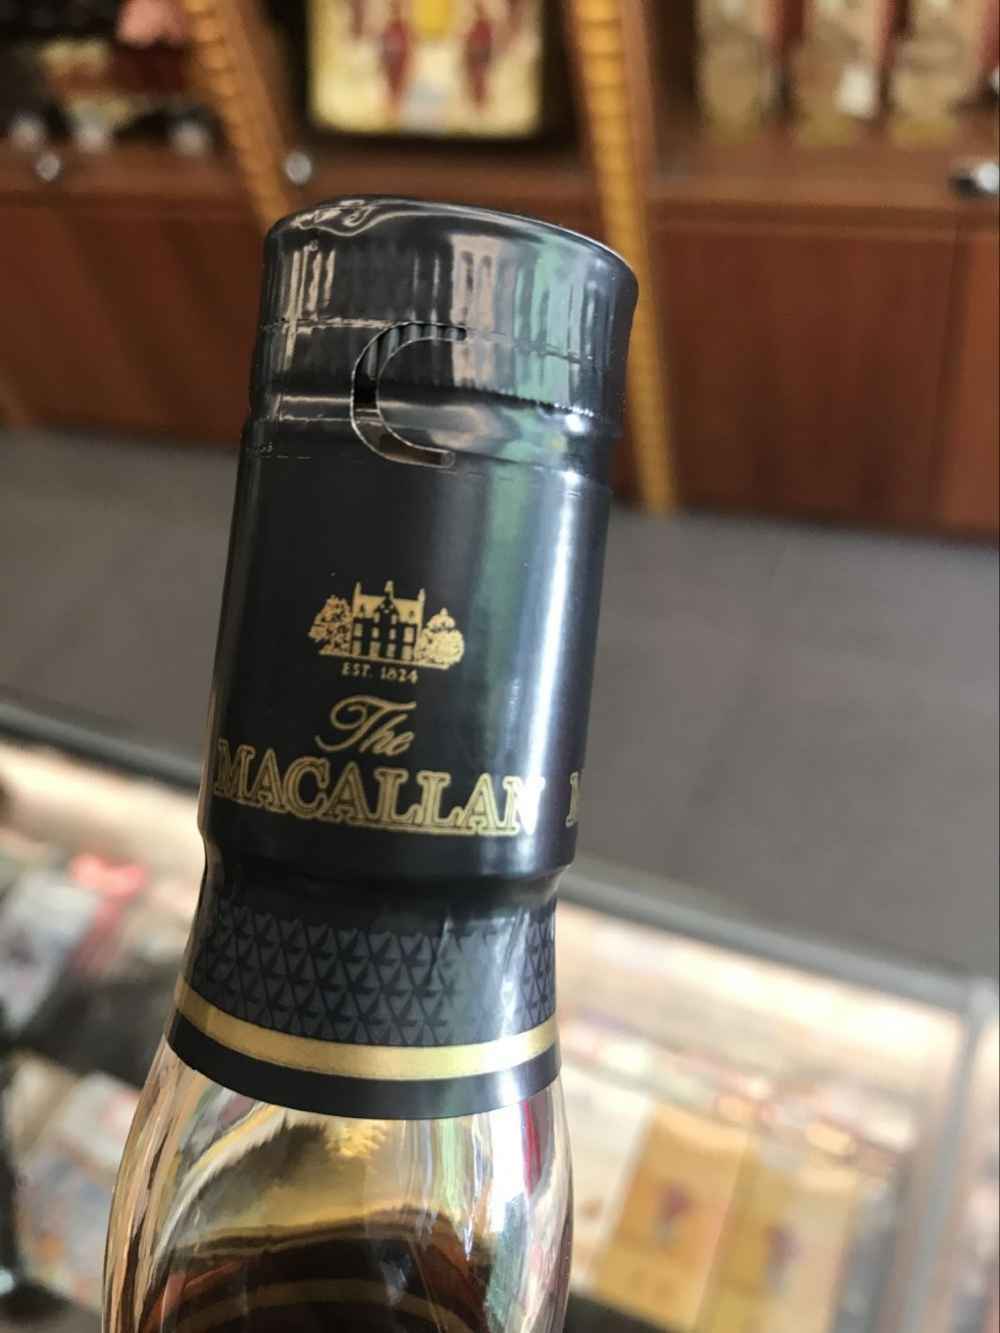 EST. 1824
The
MACALLAN